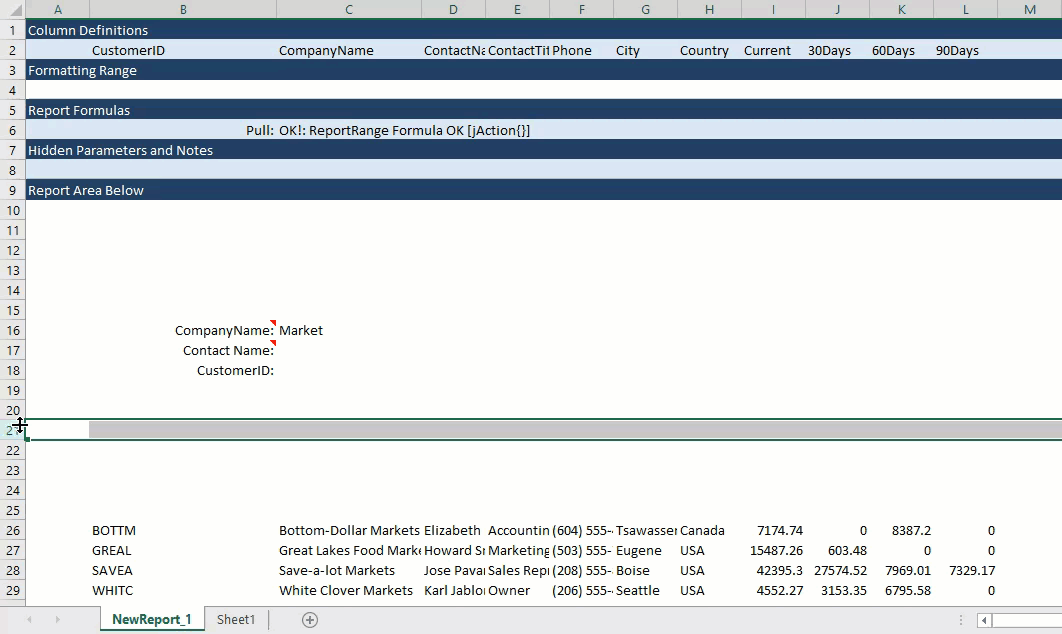 A B C D E F G H I J K L M
1 Column Definitions
2 CustomerID CompanyName ContactNa ContactTit Phone City Country Current 30Days 60Days 90Days
3 Formatting Range
4
5 Report Formulas
6 Pull: OK!: ReportRange Formula OK [jAction{}]
7 Hidden Parameters and Notes
8
9 Report Area Below
10
11
12
13
14
15
16 CompanyName: Market
17 Contact Name:
18 CustomerID:
19
20
21
22
23
24
25
26 BOTTM Bottom-Dollar Markets Elizabeth Accountin (604) 555- Tsawasser Canada 7174.74 0 8387.2 0
27 GREAL Great Lakes Food Marke Howard Sn Marketing (503) 555- Eugene USA 15487.26 603.48 0 0
28 SAVEA Save-a-lot Markets Jose Pavar Sales Repr (208) 555- Boise USA 42395.3 27574.52 7969.01 7329.17
29 WHITC White Clover Markets Karl Jablon Owner (206) 555- Seattle USA 4552.27 3153.35 6795.58 0
NewReport_1 Sheet1